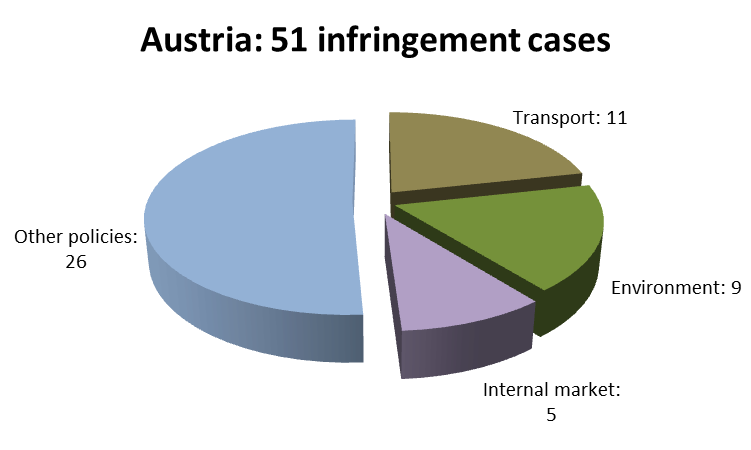 Austria: 51 infringement cases
Transport: 11
Other policies:
26
Environment: 9
Internal market:
5